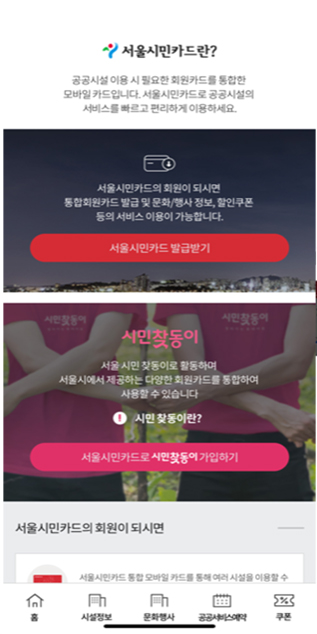 서울시민카드란?
공공시설 이용 시 필요한 회원카드를 통합한
모바일 카드입니다. 서울시민카드로 공공시설의
서비스를 빠르고 편리하게 이용하세요.
서울시민카드의 회원이 되시면
통합회원카드 발급 및 문화/행사 정보, 할인쿠폰
등의 서비스 이용이 가능합니다.
서울시민카드 발급받기
시민찾동이
시민찾동이
시민찾동이
서울 시민 찾동이로 활동하며
서울시에서 제공하는 다양한 회원카드를 통합하여
사용할 수 있습니다
시민 찾동이란?
서울시민카드로 시민찾동이 가입하기
서울시민카드의 회원이 되시면
서울시민카드 통합 모바일 카드를 통해 여러 시설을 이용할 수
홈
시설정보
문화행사
공공서비스예약
쿠폰